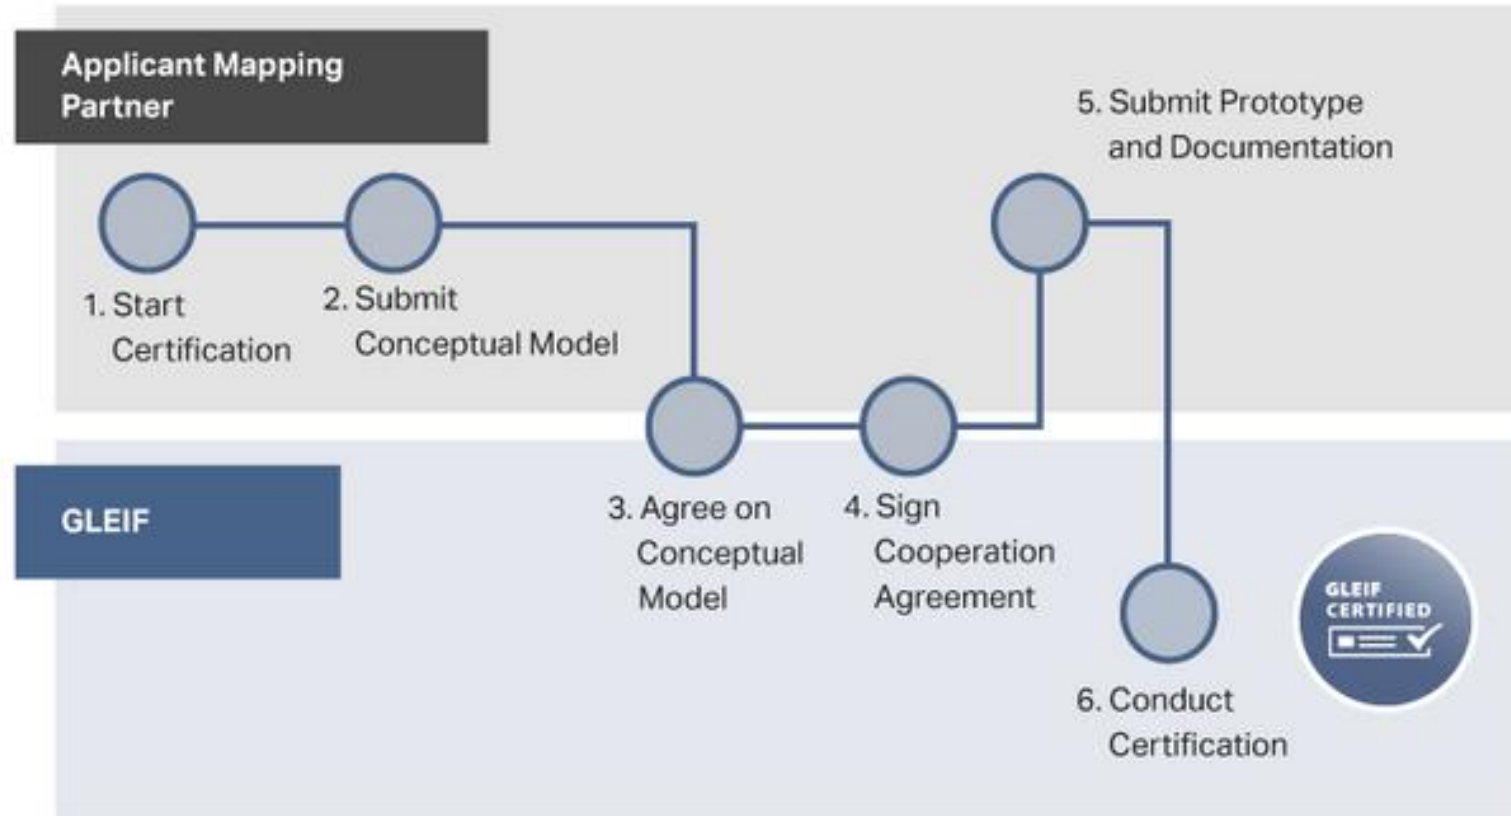 Applicant Mapping
Partner
5. Submit Prototype
and Documentation
1. Start
Certification
2. Submit
Conceptual Model
GLEIF
3. Agree on
Conceptual
Model
4. Sign
Cooperation
Agreement
6. Conduct
Certification
GLEIF
CERTIFIED